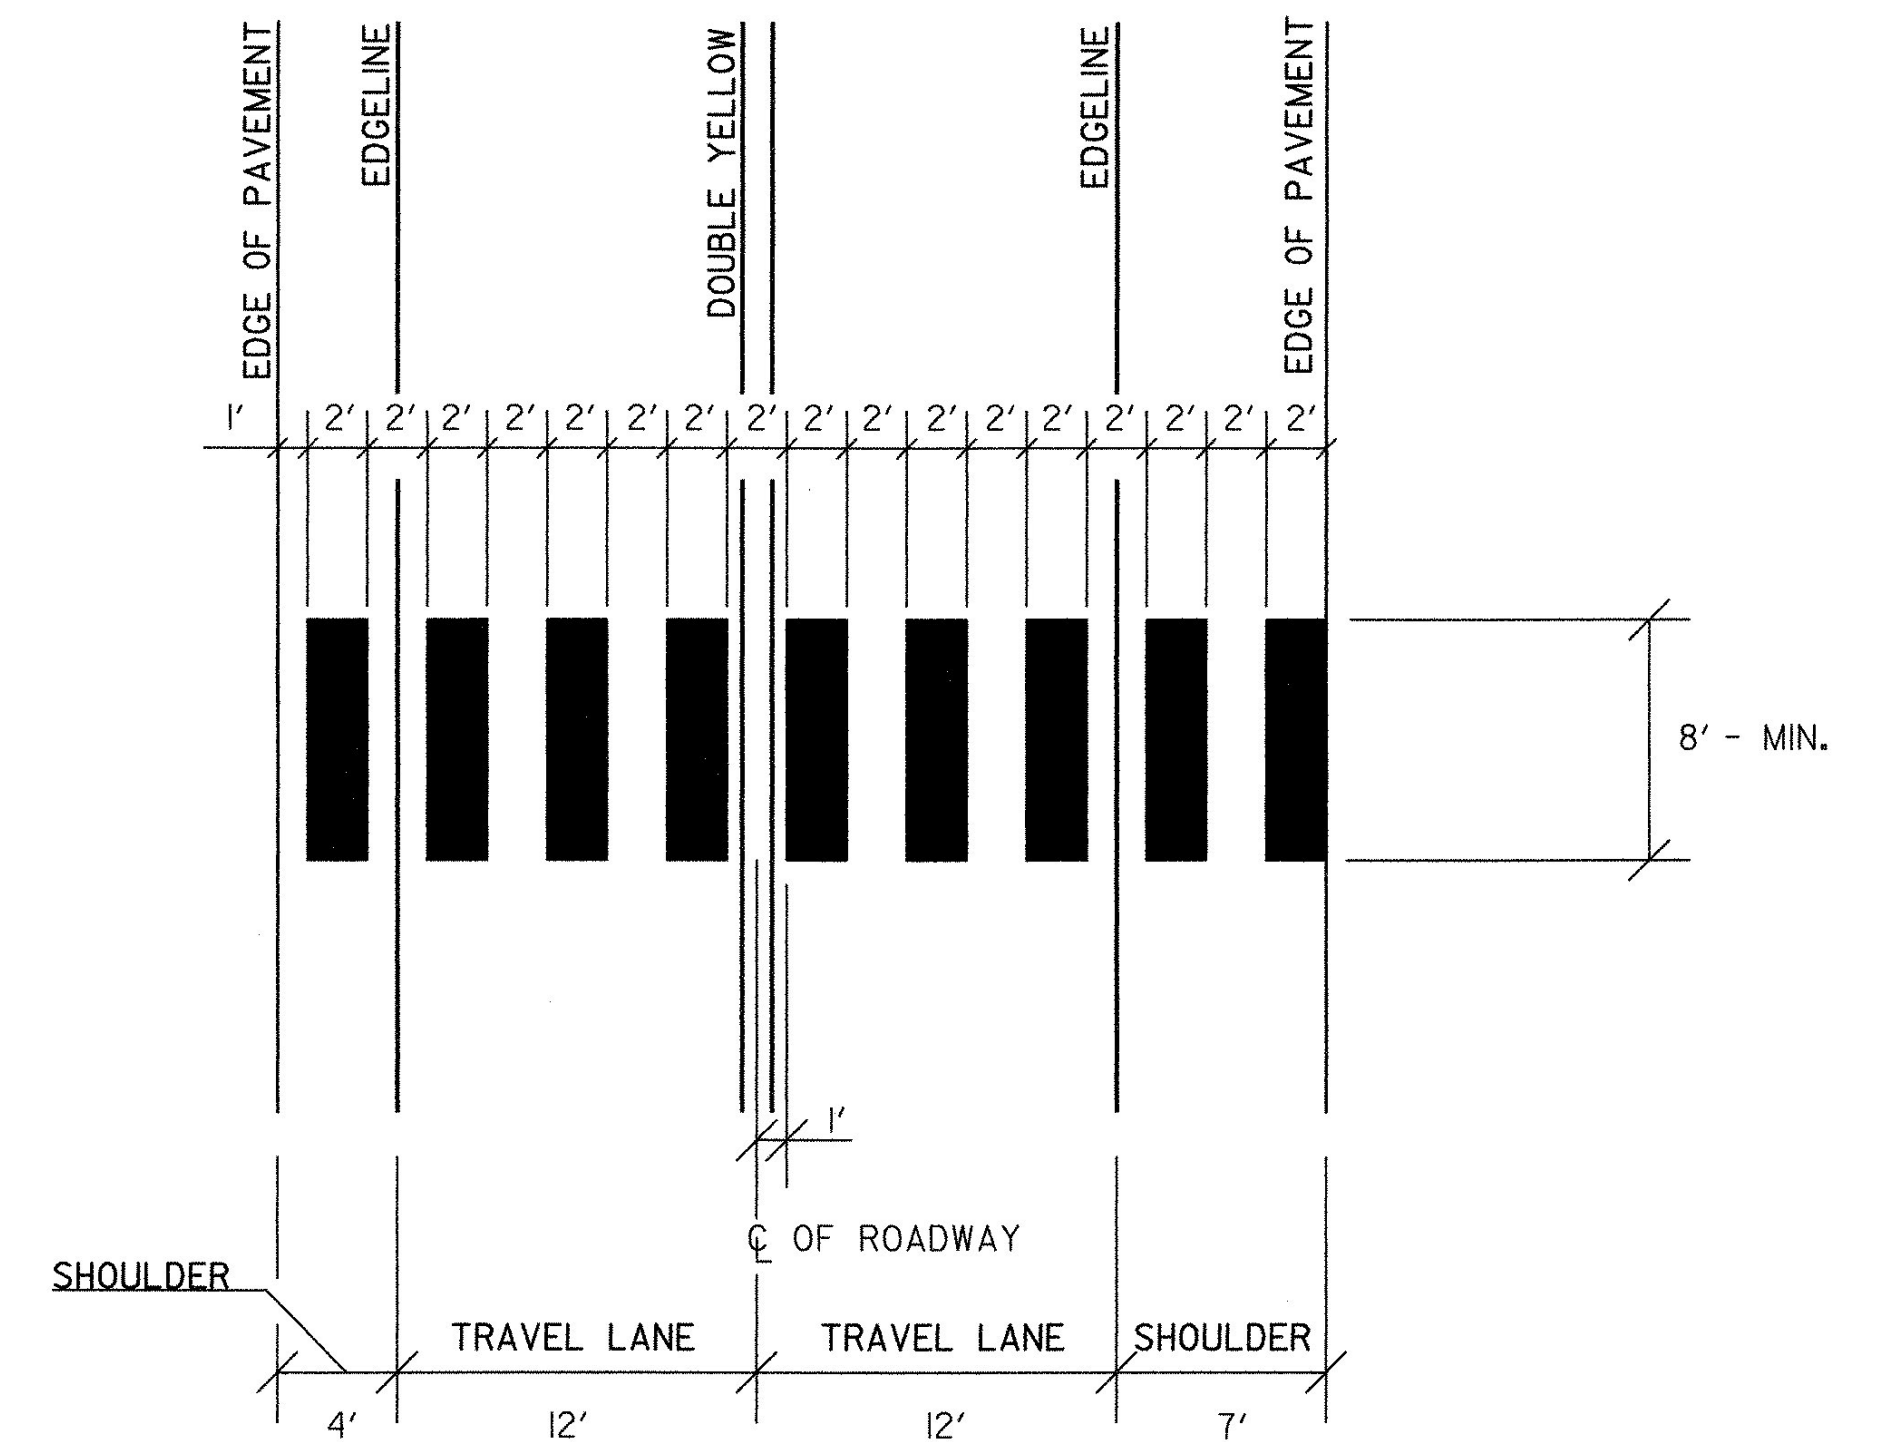 EDGE OF PAVEMENT
EDGELINE
DOUBLE YELLOW
EDGELINE
EDGE OF PAVEMENT
1' 2' 2' 2' 2' 2' 2' 2' 2' 2' 2' 2' 2' 2' 2' 2' 2' 2'
8' - MIN.
1'
℄ OF ROADWAY
SHOULDER
TRAVEL LANE
TRAVEL LANE
SHOULDER
4' 12' 12' 7'